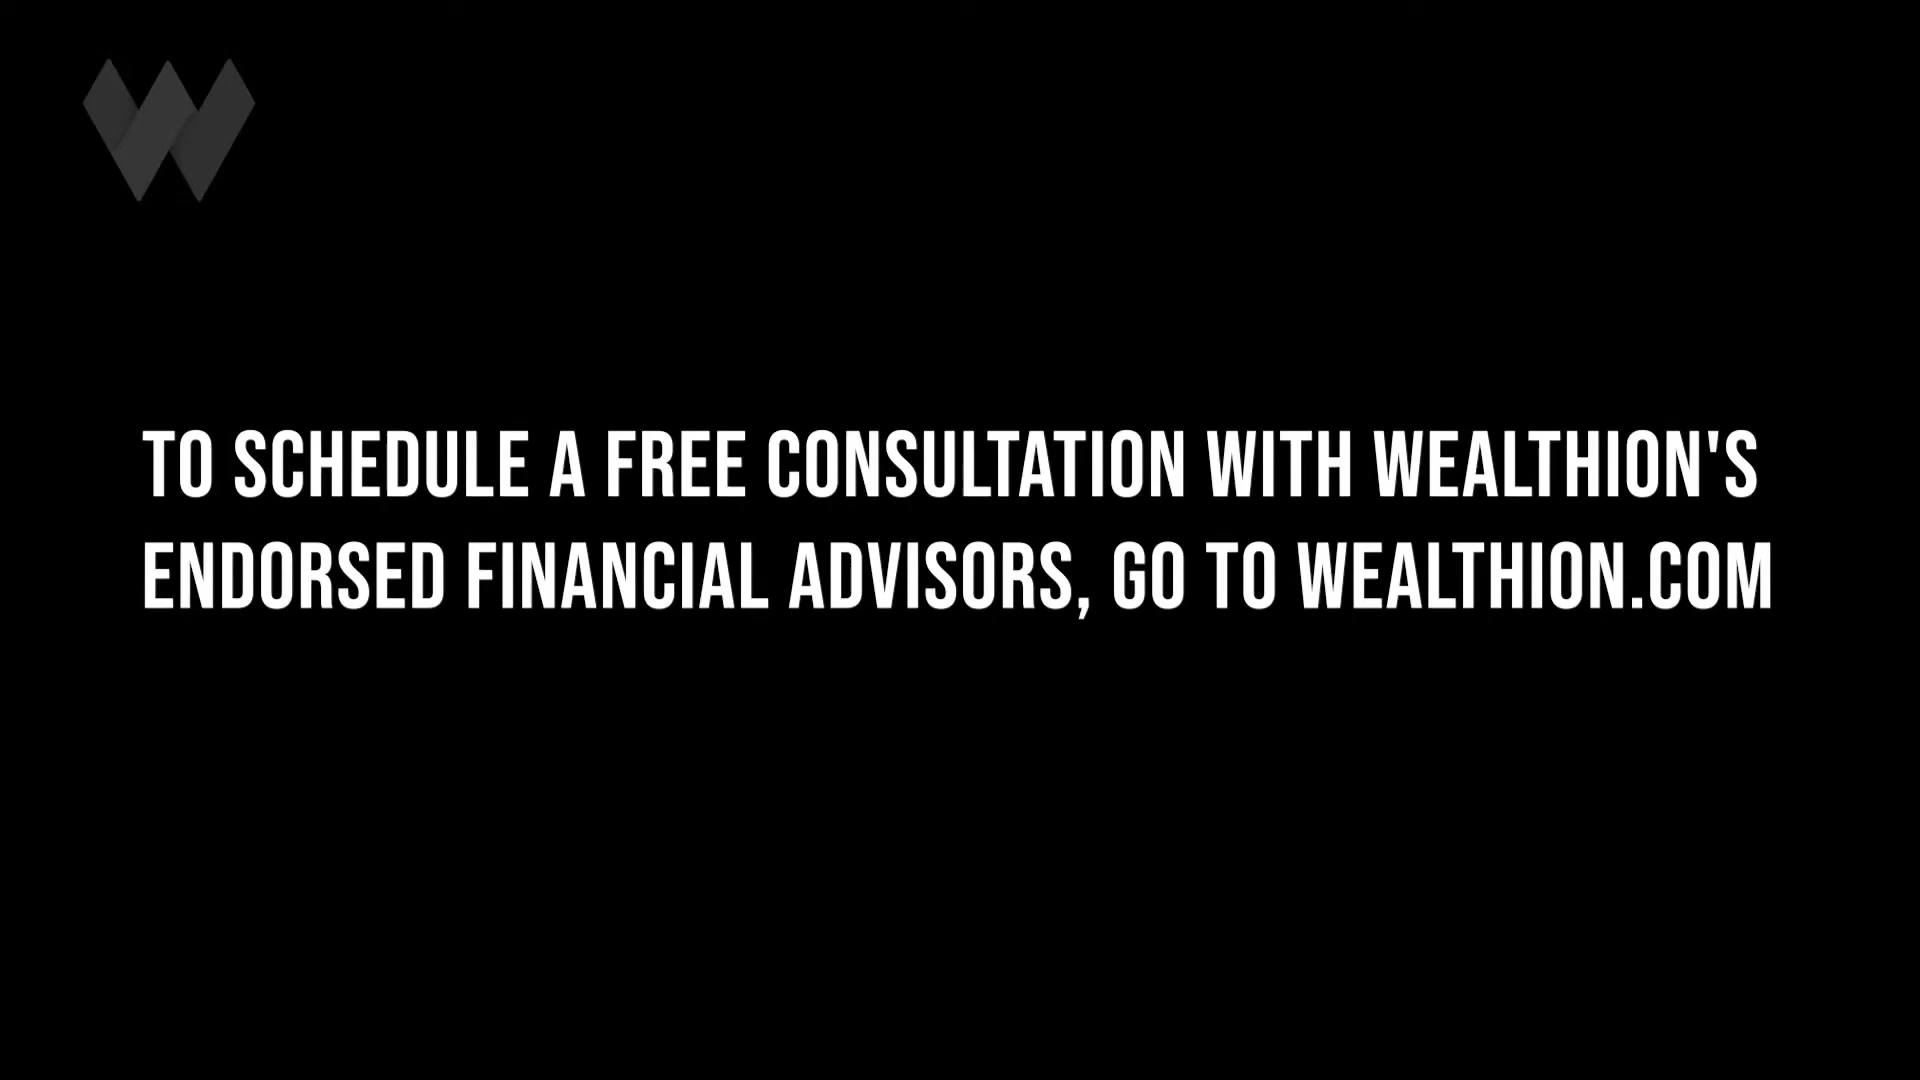 TO SCHEDULE A FREE CONSULTATION WITH WEALTHION'S
ENDORSED FINANCIAL ADVISORS, GO TO WEALTHION.COM